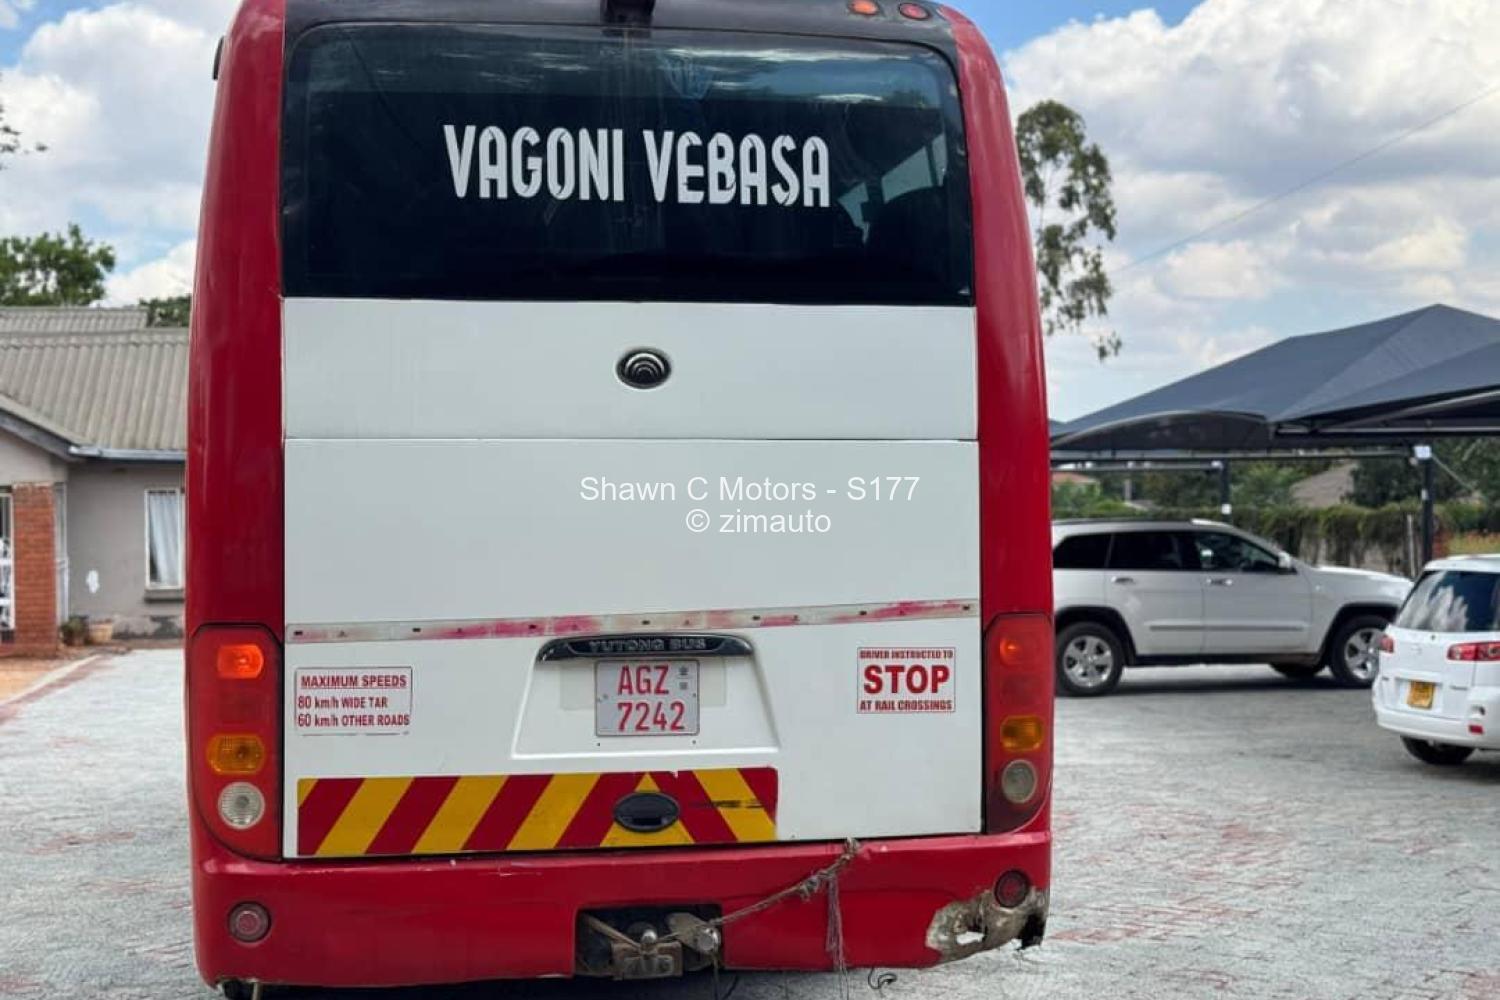 VAGONI VEBASA
Shawn C Motors - S177
© zimauto
YUTONG BUS
MAXIMUM SPEEDS
80 km/h WIDE TAR
60 km/h OTHER ROADS
AGZ
7242
DRIVER INSTRUCTED TO
STOP
AT RAIL CROSSINGS